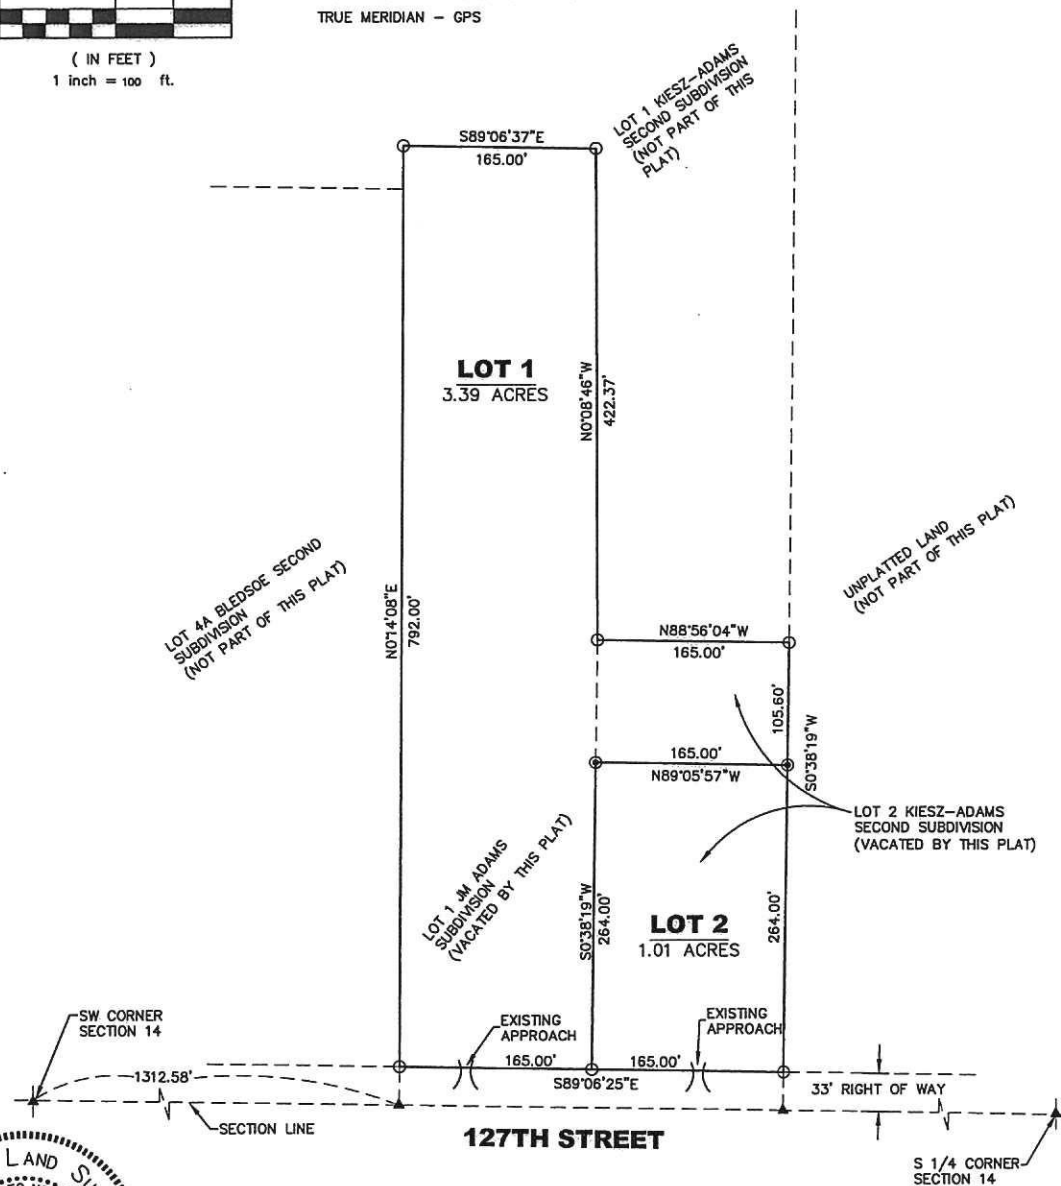 TRUE MERIDIAN - GPS
( IN FEET )
1 inch = 100 ft.
LOT 1 KIESZ-ADAMS
SECOND SUBDIVISION
(NOT PART OF THIS
PLAT)
S89°06'37"E
165.00'
LOT 1
3.39 ACRES
N0°08'46"W
422.37'
LOT 4A BLEDSOE SECOND
SUBDIVISION
(NOT PART OF THIS PLAT)
N0°14'08"E
792.00'
UNPLATTED LAND
(NOT PART OF THIS PLAT)
N88°56'04"W
165.00'
105.60'
S0°38'19"W
165.00'
N89°05'57"W
LOT 2 KIESZ-ADAMS
SECOND SUBDIVISION
(VACATED BY THIS PLAT)
LOT 1 JM ADAMS
SUBDIVISION
(VACATED BY THIS PLAT)
S0°38'19"W
264.00'
LOT 2
1.01 ACRES
264.00'
SW CORNER
SECTION 14
EXISTING
APPROACH
EXISTING
APPROACH
165.00'
165.00'
S89°06'25"E
1312.58'
33' RIGHT OF WAY
SECTION LINE
127TH STREET
S 1/4 CORNER
SECTION 14
LAND